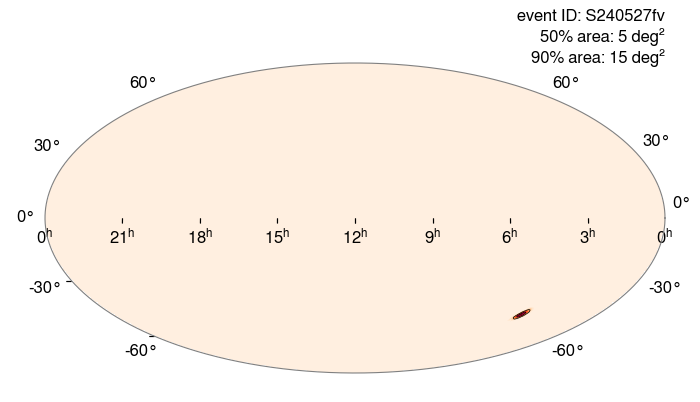 event ID: S240527fv
50% area: 5 deg²
90% area: 15 deg²
60° 60°
30° 30°
0° 0°
0ʰ 21ʰ 18ʰ 15ʰ 12ʰ 9ʰ 6ʰ 3ʰ 0ʰ
-30° -30°
-60° -60°